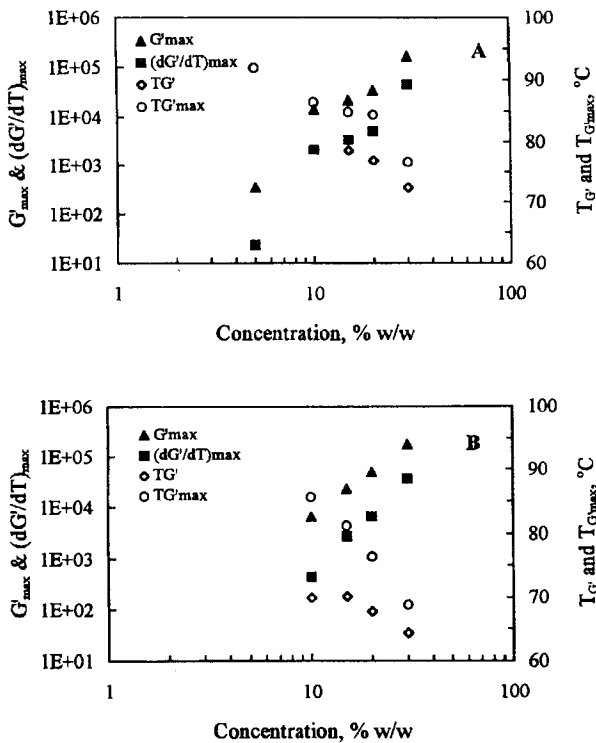 1E+06
1E+05
1E+04
1E+03
1E+02
1E+01
G'max & (dG'/dT)max
G'max
(dG'/dT)max
TG'
TG'max
A
100
90
80
70
60
TG' and TG'max, °C
1 10 100
Concentration, % w/w
1E+06
1E+05
1E+04
1E+03
1E+02
1E+01
G'max & (dG'/dT)max
G'max
(dG'/dT)max
TG'
TG'max
B
100
90
80
70
60
TG' and TG'max, °C
1 10 100
Concentration, % w/w